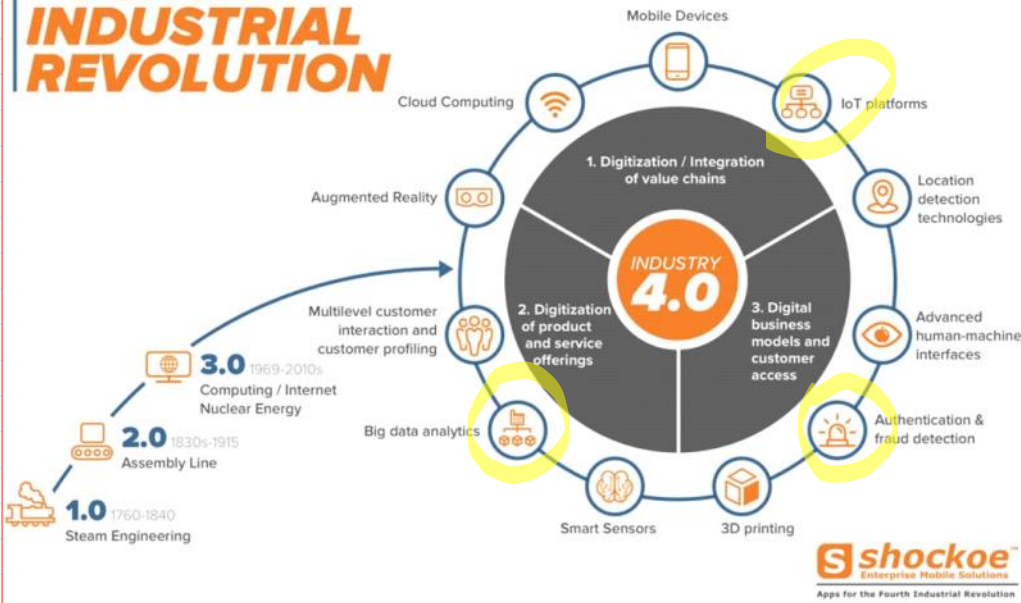 INDUSTRIAL
REVOLUTION
Mobile Devices
Cloud Computing
IoT platforms
Augmented Reality
Location
detection
technologies
Multilevel customer
interaction and
customer profiling
Advanced
human-machine
interfaces
Big data analytics
Authentication &
fraud detection
Smart Sensors
3D printing
1. Digitization / Integration
of value chains
2. Digitization
of product
and service
offerings
3. Digital
business
models and
customer
access
INDUSTRY
4.0
3.0 1969-2010s
Computing / Internet
Nuclear Energy
2.0 1830s-1915
Assembly Line
1.0 1760-1840
Steam Engineering
S shockoe™
Enterprise Mobile Solutions
Apps for the Fourth Industrial Revolution